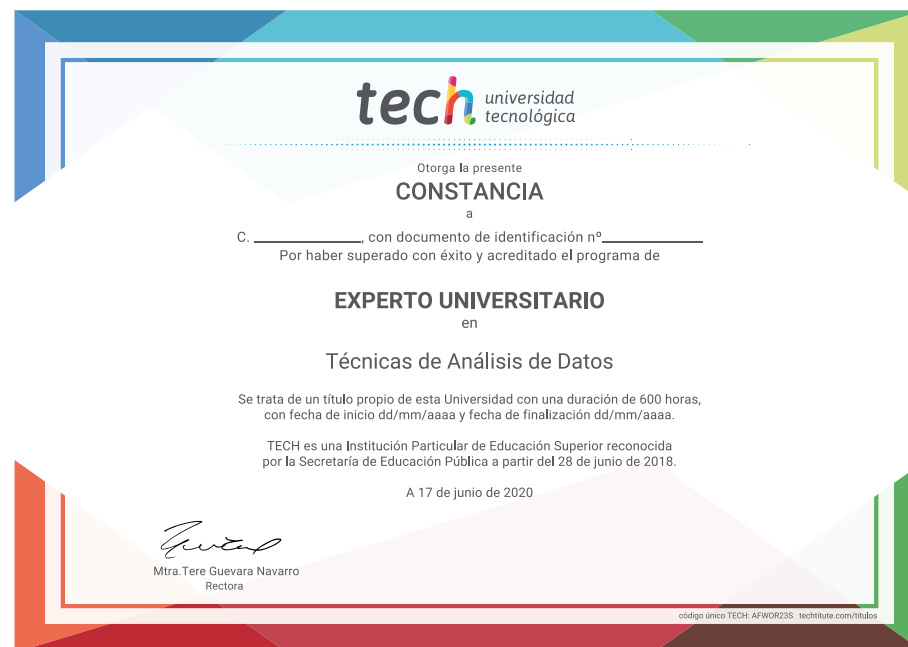 tech universidad
tecnológica
Otorga la presente
CONSTANCIA
a
C. ____________, con documento de identificación nº____________
Por haber superado con éxito y acreditado el programa de
EXPERTO UNIVERSITARIO
en
Técnicas de Análisis de Datos
Se trata de un título propio de esta Universidad con una duración de 600 horas,
con fecha de inicio dd/mm/aaaa y fecha de finalización dd/mm/aaaa.
TECH es una Institución Particular de Educación Superior reconocida
por la Secretaría de Educación Pública a partir del 28 de junio de 2018.
A 17 de junio de 2020
Mtra.Tere Guevara Navarro
Rectora
código único TECH: AFWOR23S techtitute.com/titulos